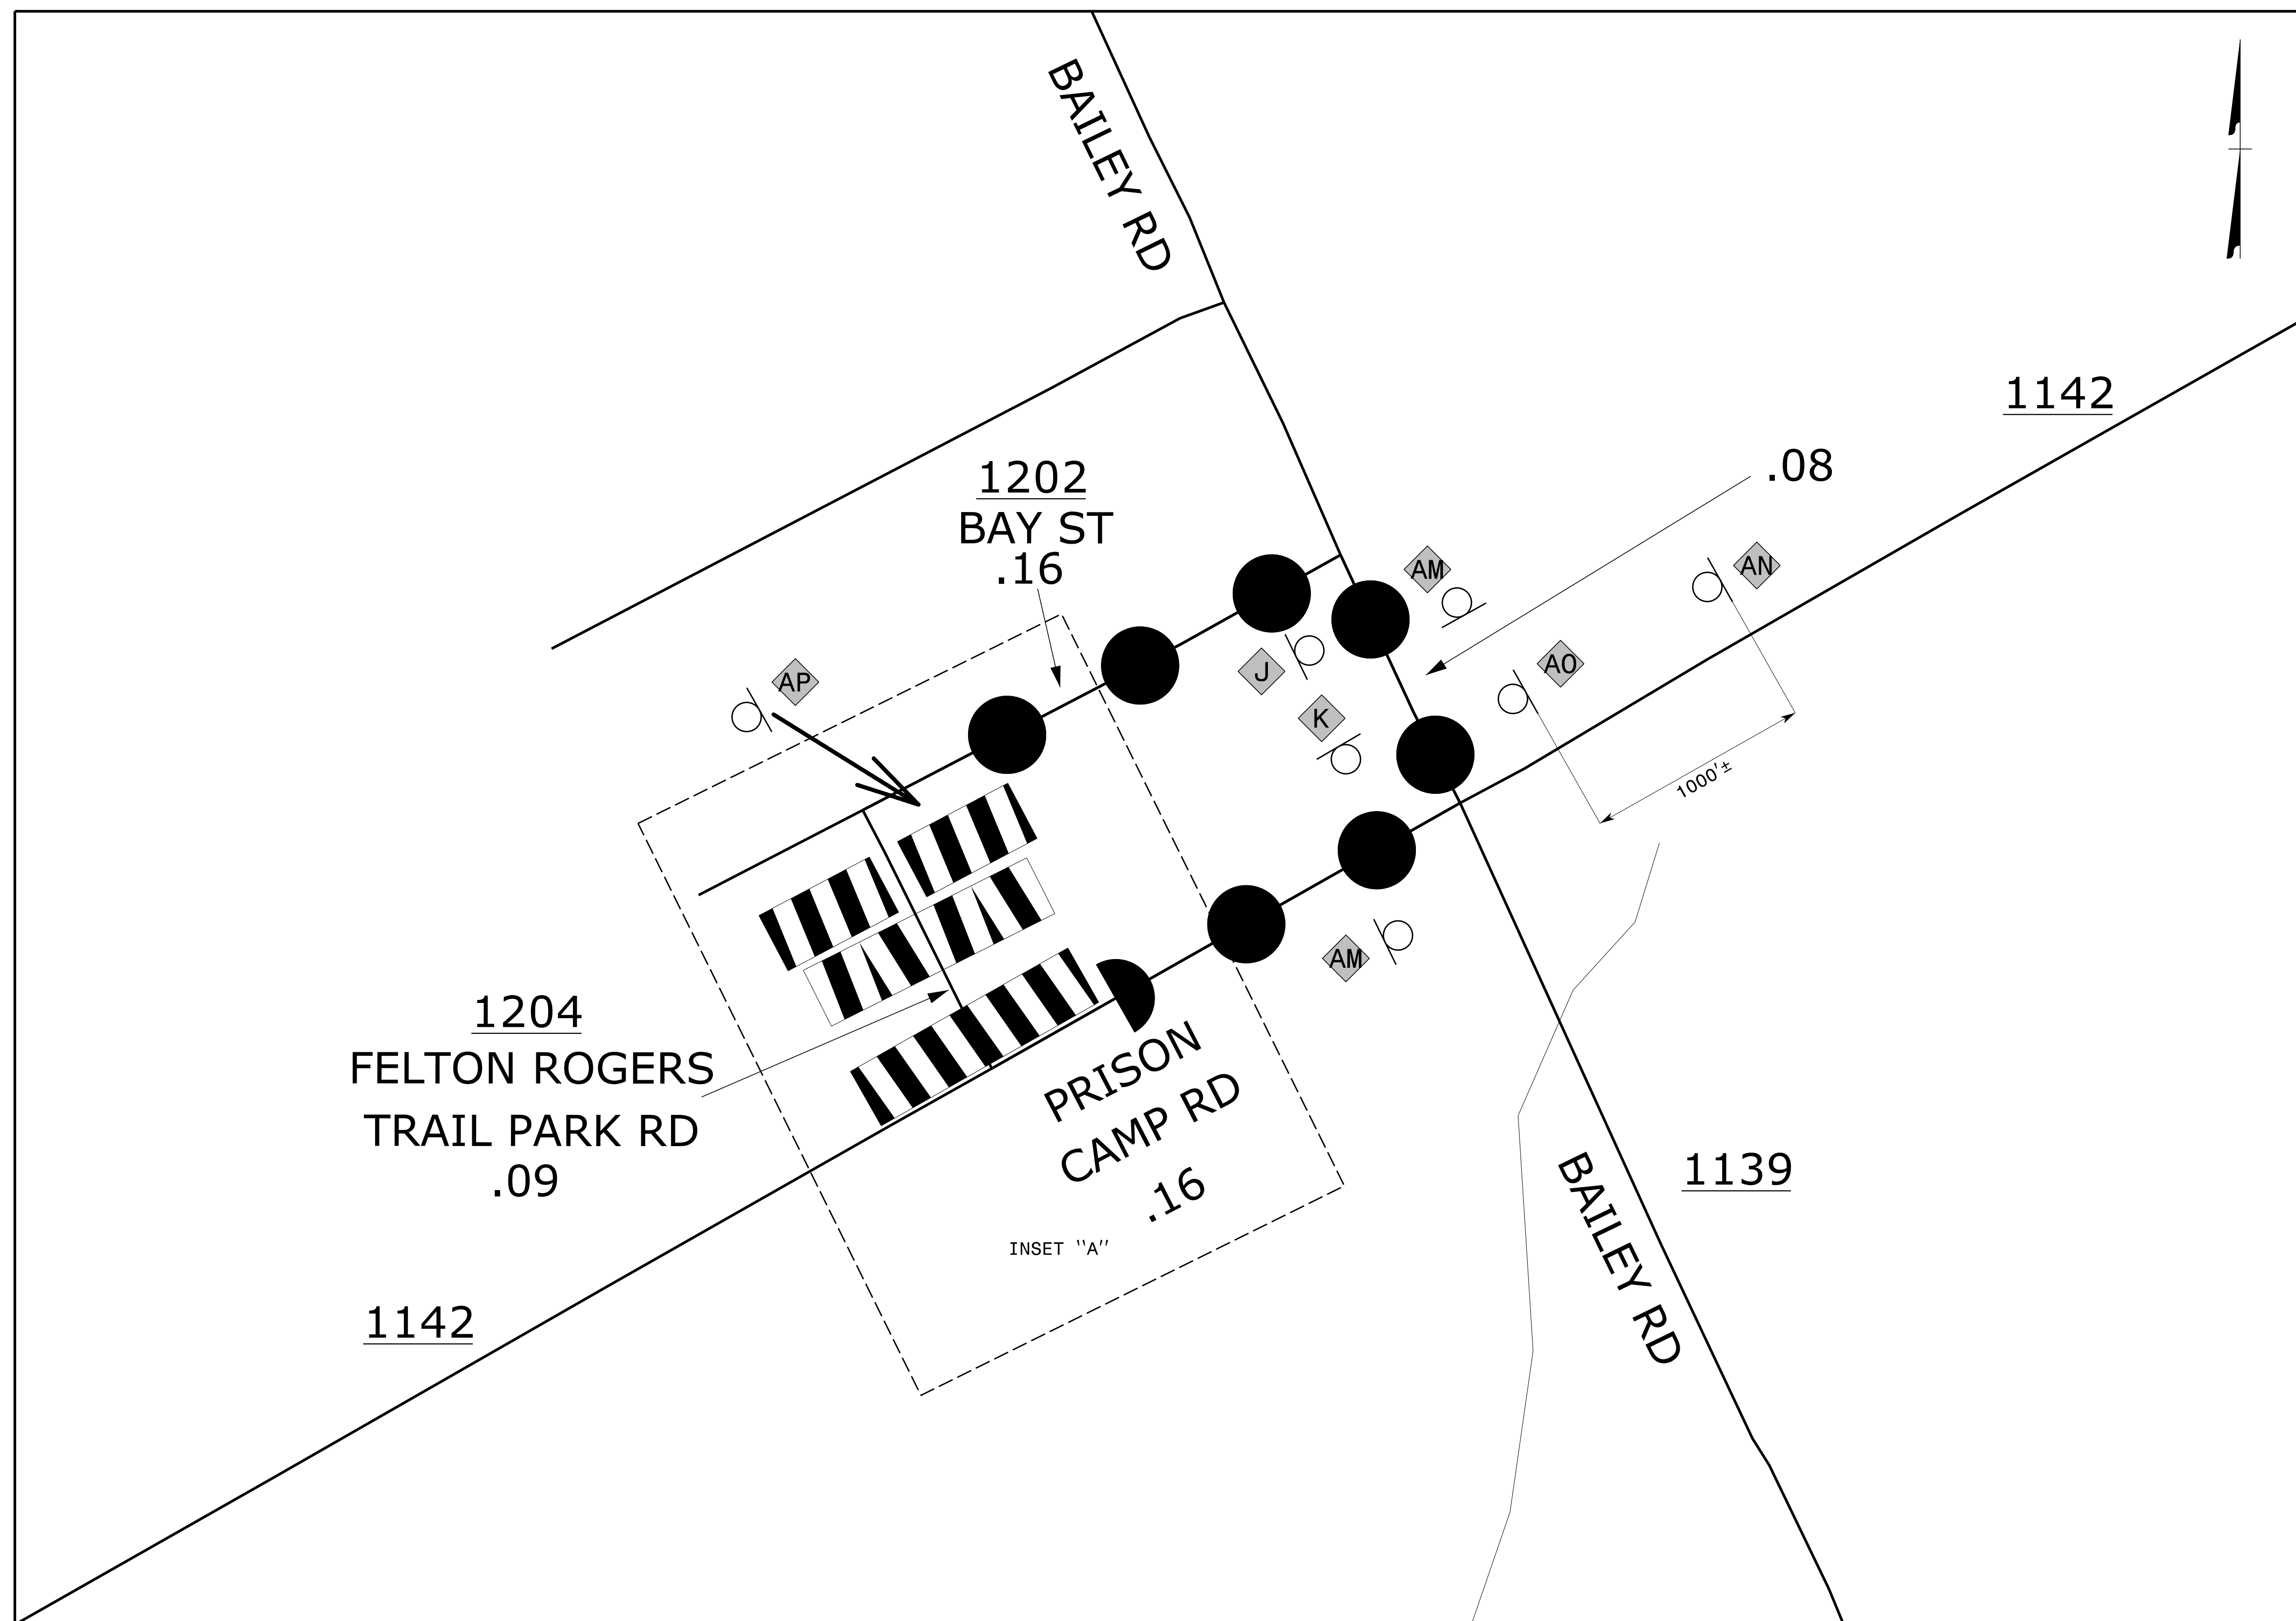 BAILEY RD
1142
.08
1202
BAY ST
.16
AM
AN
AO
J
AP
K
1000'±
AM
1204
FELTON ROGERS
TRAIL PARK RD
.09
PRISON
CAMP RD
.16
INSET "A"
BAILEY RD
1139
1142